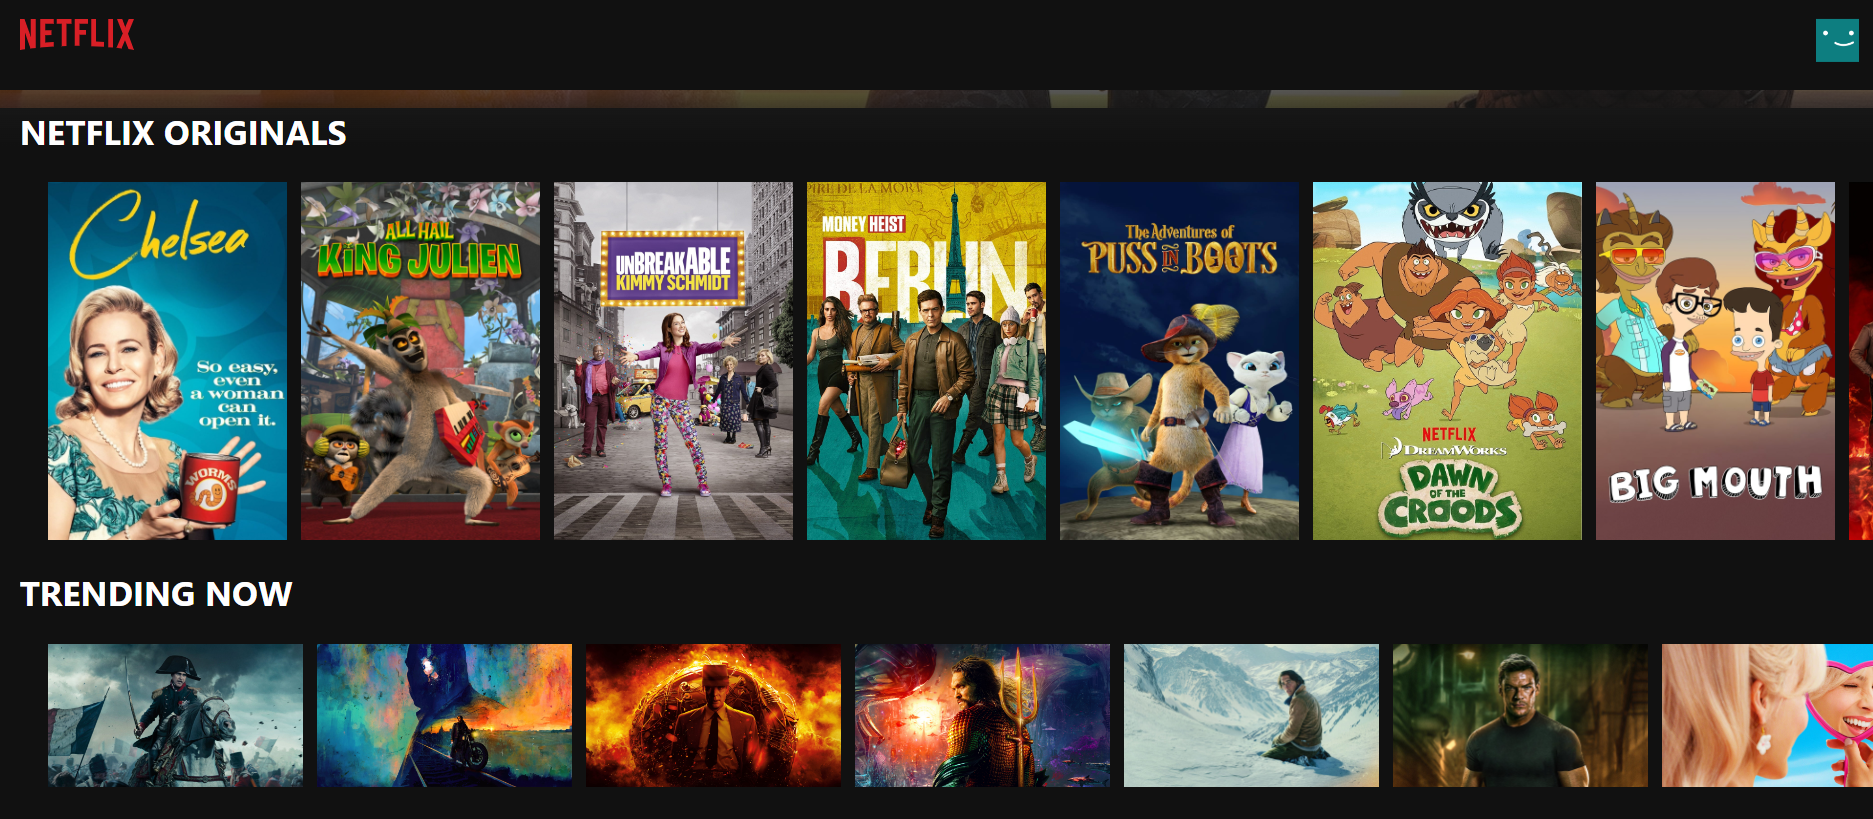 NETFLIX
NETFLIX ORIGINALS
Chelsea
So easy,
even
a woman
can
open it.
WORMS
ALL HAIL
KING JULIEN
UNBREAKABLE
KIMMY SCHMIDT
MONEY HEIST
BERLIN
The Adventures of
PUSS IN BOOTS
NETFLIX
DREAMWORKS
DAWN
OF THE
CROODS
BIG MOUTH
TRENDING NOW